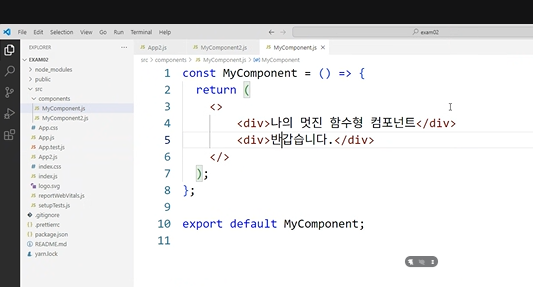 File Edit Selection View Go Run Terminal Help
exam02
EXPLORER
EXAM02
node_modules
public
src
components
MyComponent.js
MyComponent2.js
App.css
App.js
App.test.js
App2.js
index.css
index.js
logo.svg
reportWebVitals.js
setupTests.js
.gitignore
.prettierrc
package.json
README.md
yarn.lock
App2.js MyComponent2.js MyComponent.js
src > components > MyComponent.js > MyComponent
1 const MyComponent = () => {
2 return (
3 <>
4 <div>나의 멋진 함수형 컴포넌트</div>
5 <div>반갑습니다.</div>
6 </>
7 );
8 };
9
10 export default MyComponent;
11